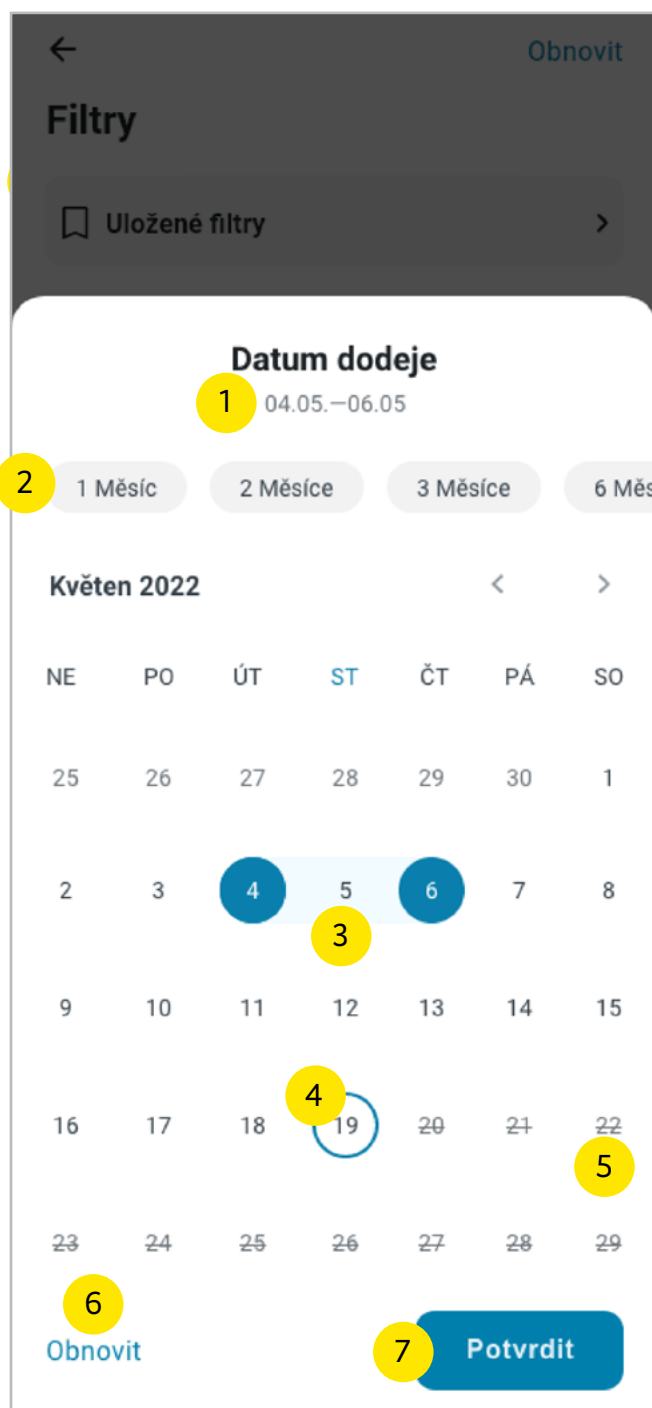 Obnovit
Filtry
Uložené filtry
Datum dodeje
1 04.05.—06.05
2 1 Měsíc 2 Měsíce 3 Měsíce 6 Měs
Květen 2022 < >
NE PO ÚT ST ČT PÁ SO
25 26 27 28 29 30 1
2 3 4 5 6 7 8
3
9 10 11 12 13 14 15
4
16 17 18 19 20 21 22
5
23 24 25 26 27 28 29
6
Obnovit 7 Potvrdit